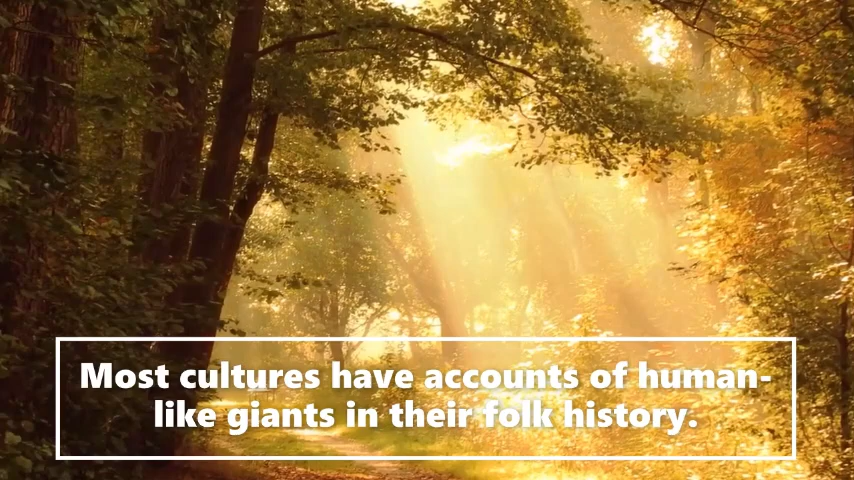 Most cultures have accounts of human-
like giants in their folk history.